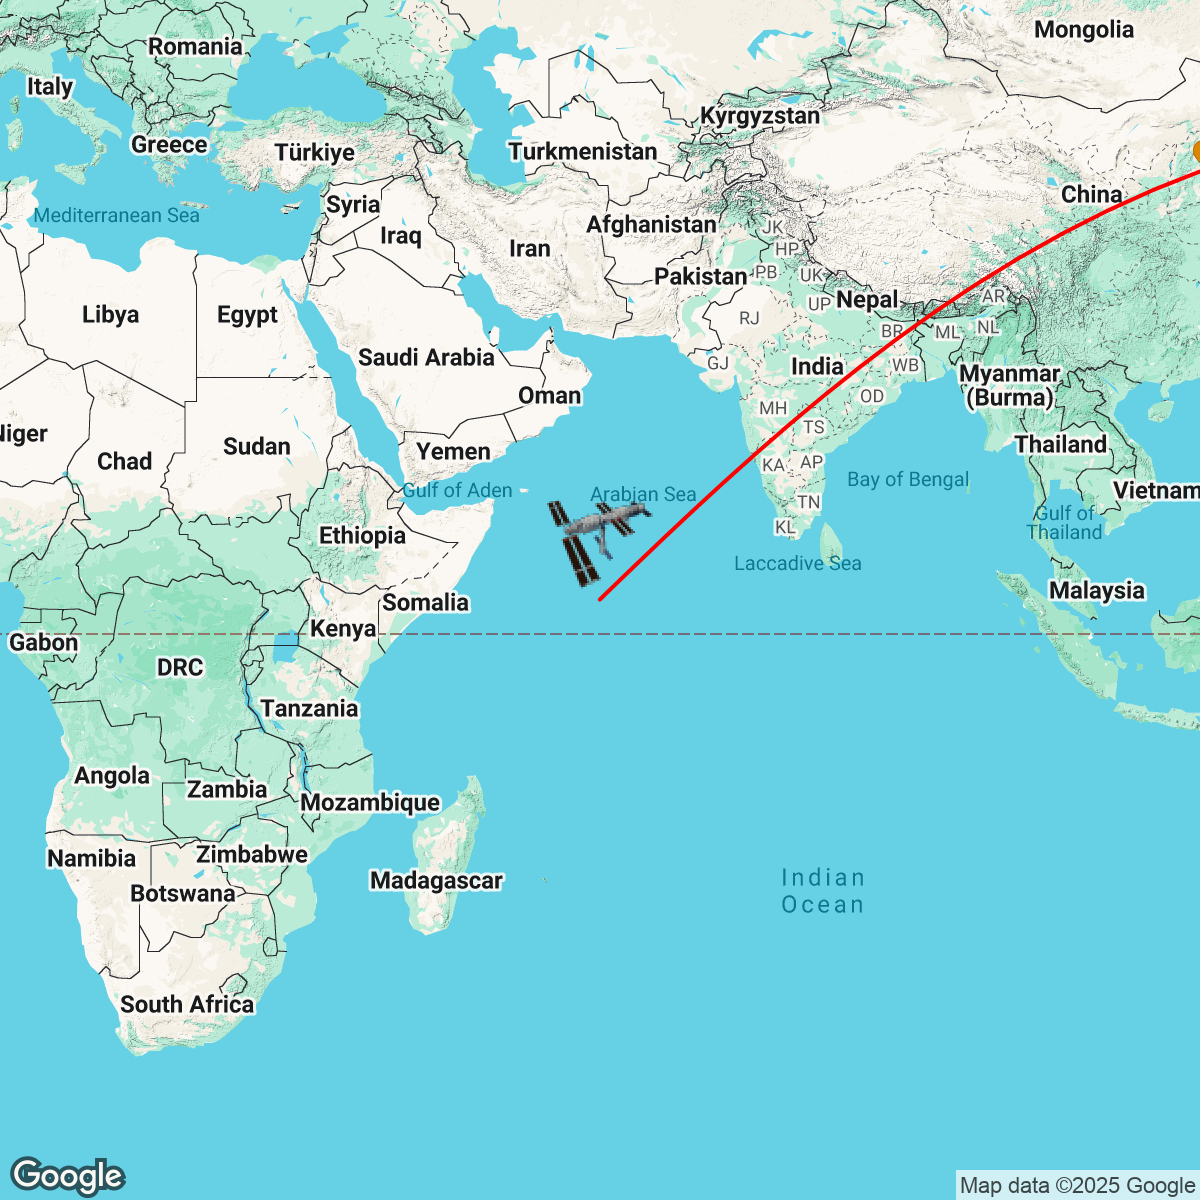 Mongolia
Romania
Italy
Kyrgyzstan
Greece
Türkiye
Turkmenistan
China
Syria
Mediterranean Sea
Afghanistan
JK
Iraq
Iran
HP
Pakistan
PB
UK
Nepal
AR
UP
Libya
Egypt
RJ
BR
ML
NL
Saudi Arabia
GJ
India
WB
Myanmar
(Burma)
Oman
OD
MH
TS
Niger
Chad
Sudan
Yemen
KA
AP
Thailand
Bay of Bengal
Gulf of Aden
Arabian Sea
Vietnam
TN
Gulf of
Thailand
KL
Ethiopia
Laccadive Sea
Malaysia
Somalia
Kenya
Gabon
DRC
Tanzania
Angola
Zambia
Mozambique
Namibia
Zimbabwe
Botswana
Madagascar
Indian
Ocean
South Africa
Google
Map data ©2025 Google